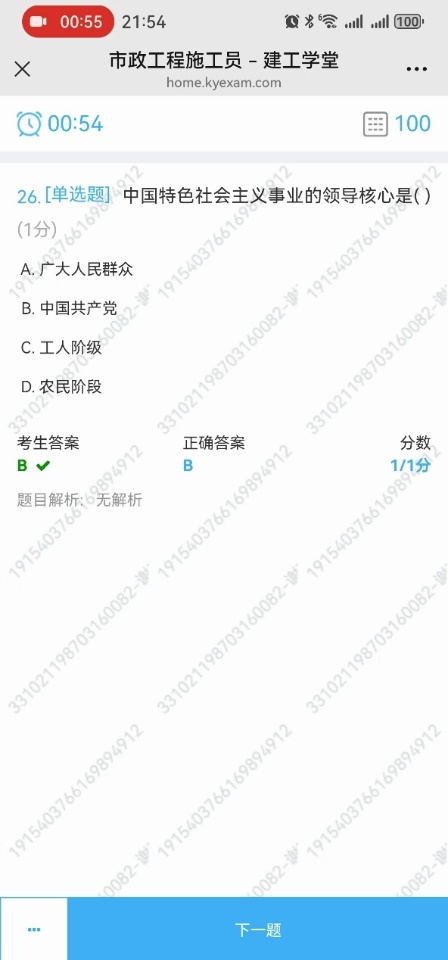 00:55 21:54 6 100
市政工程施工员 – 建工学堂
home.kyexam.com
00:54 100
26. [单选题] 中国特色社会主义事业的领导核心是( )
(1分)
A. 广大人民群众
B. 中国共产党
C. 工人阶级
D. 农民阶段
考生答案 正确答案 分数
B B 1/1分
题目解析: 无解析
1915403766169894912
331021198703160082-谢
下一题